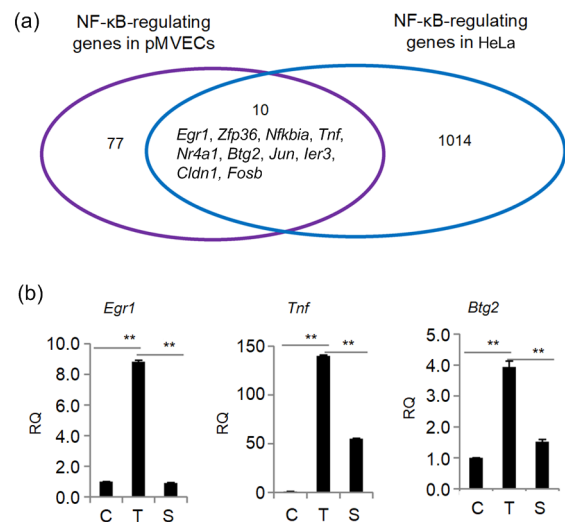 (a)
NF-κB-regulating
genes in pMVECs
NF-κB-regulating
genes in HeLa
77
10
Egr1, Zfp36, Nfkbia, Tnf,
Nr4a1, Btg2, Jun, Ier3,
Cldn1, Fosb
1014
(b)
Egr1
RQ
10.0
8.0
6.0
4.0
2.0
0.0
**
**
C T S
Tnf
RQ
150
100
50
0
**
**
C T S
Btg2
RQ
5.0
4.0
3.0
2.0
1.0
0.0
**
**
C T S